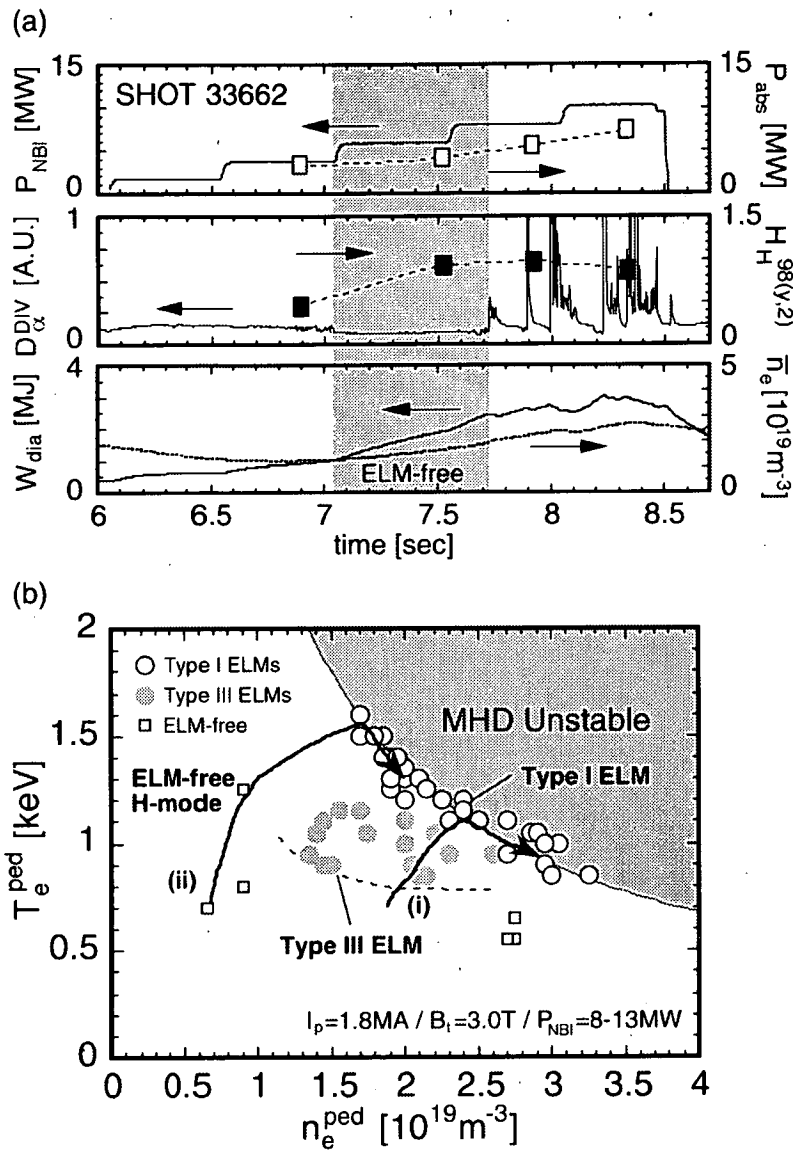 (a)
SHOT 33662
15
0
P_NBI [MW]
15
10
5
0
P_abs [MW]
1
0
D_α^DIV [A.U.]
1.5
0
H_H^98(y,2)
4
2
0
W_dia [MJ]
5
0
n̄_e [10^19 m^-3]
ELM-free
6 6.5 7 7.5 8 8.5
time [sec]
(b)
2
1.5
1
0.5
0
T_e^ped [keV]
Type I ELMs
Type III ELMs
ELM-free
MHD Unstable
ELM-free
H-mode
Type I ELM
(ii)
(i)
Type III ELM
I_p=1.8MA / B_t=3.0T / P_NBI=8-13MW
0 0.5 1 1.5 2 2.5 3 3.5 4
n_e^ped [10^19 m^-3]